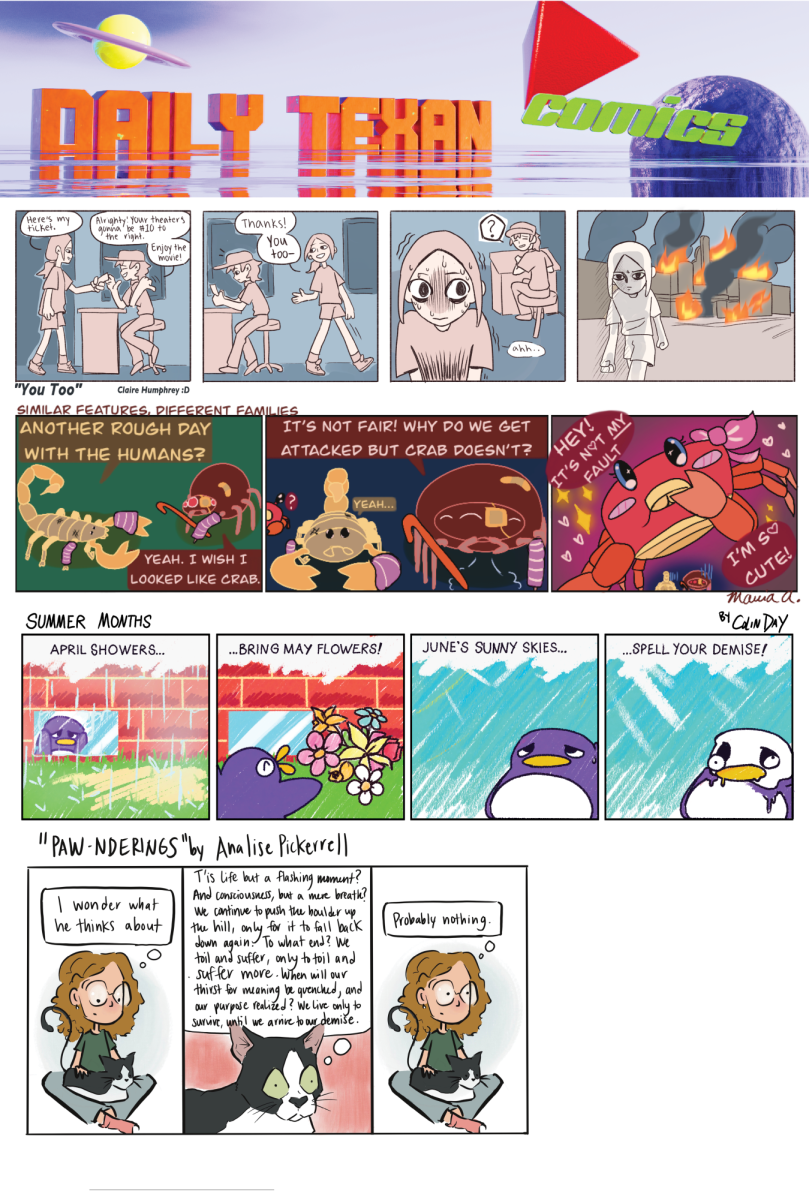 DAILY TEXAN
comics
Here's my
ticket.
Alrighty! Your theater's
gonna be #10 to
the right.
Enjoy the
movie!
Thanks!
You
too-
?
ahh..
"You Too"
Claire Humphrey :D
SIMILAR FEATURES, DIFFERENT FAMILIES
ANOTHER ROUGH DAY
WITH THE HUMANS?
YEAH. I WISH I
LOOKED LIKE CRAB.
IT'S NOT FAIR! WHY DO WE GET
ATTACKED BUT CRAB DOESN'T?
?
YEAH...
HEY!
IT'S NOT MY
FAULT
I'M SO
CUTE!
Mama A.
SUMMER MONTHS
BY COLIN DAY
APRIL SHOWERS...
...BRING MAY FLOWERS!
JUNE'S SUNNY SKIES...
...SPELL YOUR DEMISE!
"PAW-NDERINGS" by Analise Pickerrell
I wonder what
he thinks about
T'is life but a flashing moment?
And consciousness, but a mere breath?
We continue to push the boulder up
the hill, only for it to fall back
down again. To what end? We
toil and suffer, only to toil and
suffer more. When will our
thirst for meaning be quenched, and
our purpose realized? We live only to
survive, until we arrive to our demise.
Probably nothing.